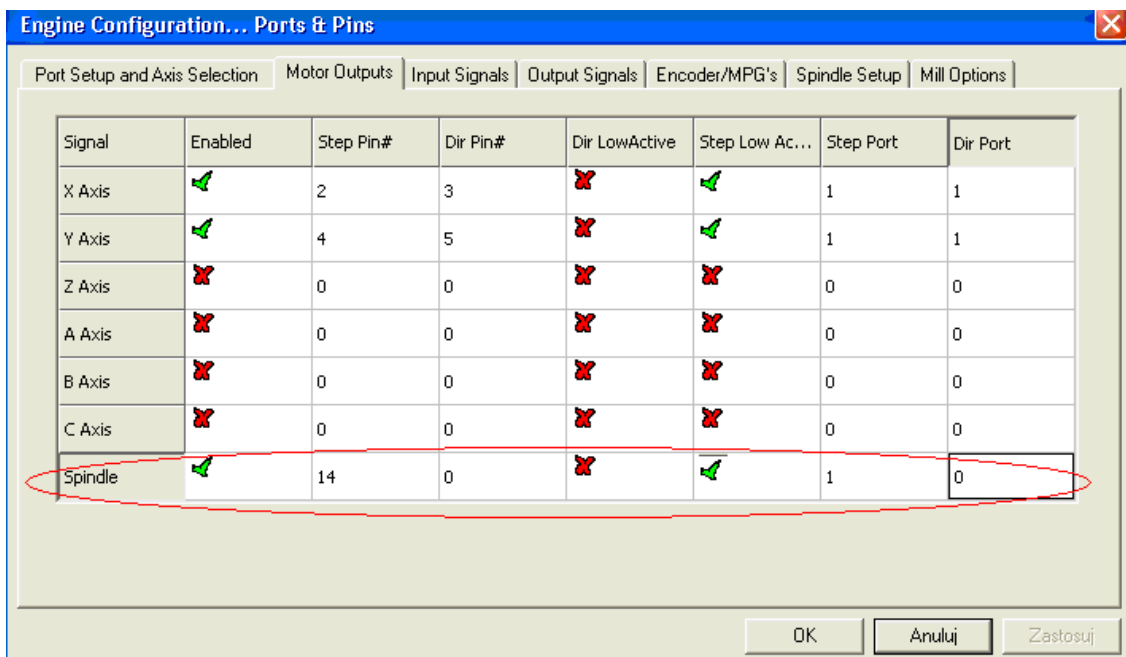 Engine Configuration... Ports & Pins
Port Setup and Axis Selection Motor Outputs Input Signals Output Signals Encoder/MPG's Spindle Setup Mill Options
Signal Enabled Step Pin# Dir Pin# Dir LowActive Step Low Ac... Step Port Dir Port
X Axis 2 3 1 1
Y Axis 4 5 1 1
Z Axis 0 0 0 0
A Axis 0 0 0 0
B Axis 0 0 0 0
C Axis 0 0 0 0
Spindle 14 0 1 0
OK Anuluj Zastosuj